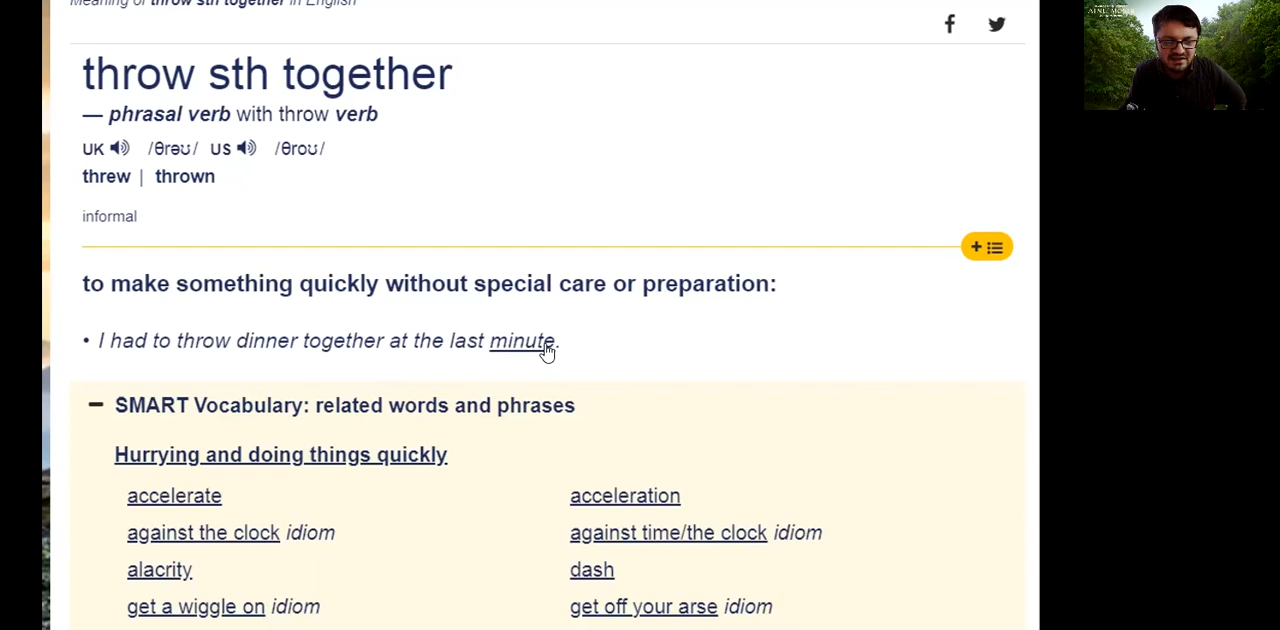 Meaning of throw sth together in English
throw sth together
— phrasal verb with throw verb
UK /θrəʊ/ US /θroʊ/
threw | thrown
informal
to make something quickly without special care or preparation:
• I had to throw dinner together at the last minute.
SMART Vocabulary: related words and phrases
Hurrying and doing things quickly
accelerate acceleration
against the clock idiom against time/the clock idiom
alacrity dash
get a wiggle on idiom get off your arse idiom